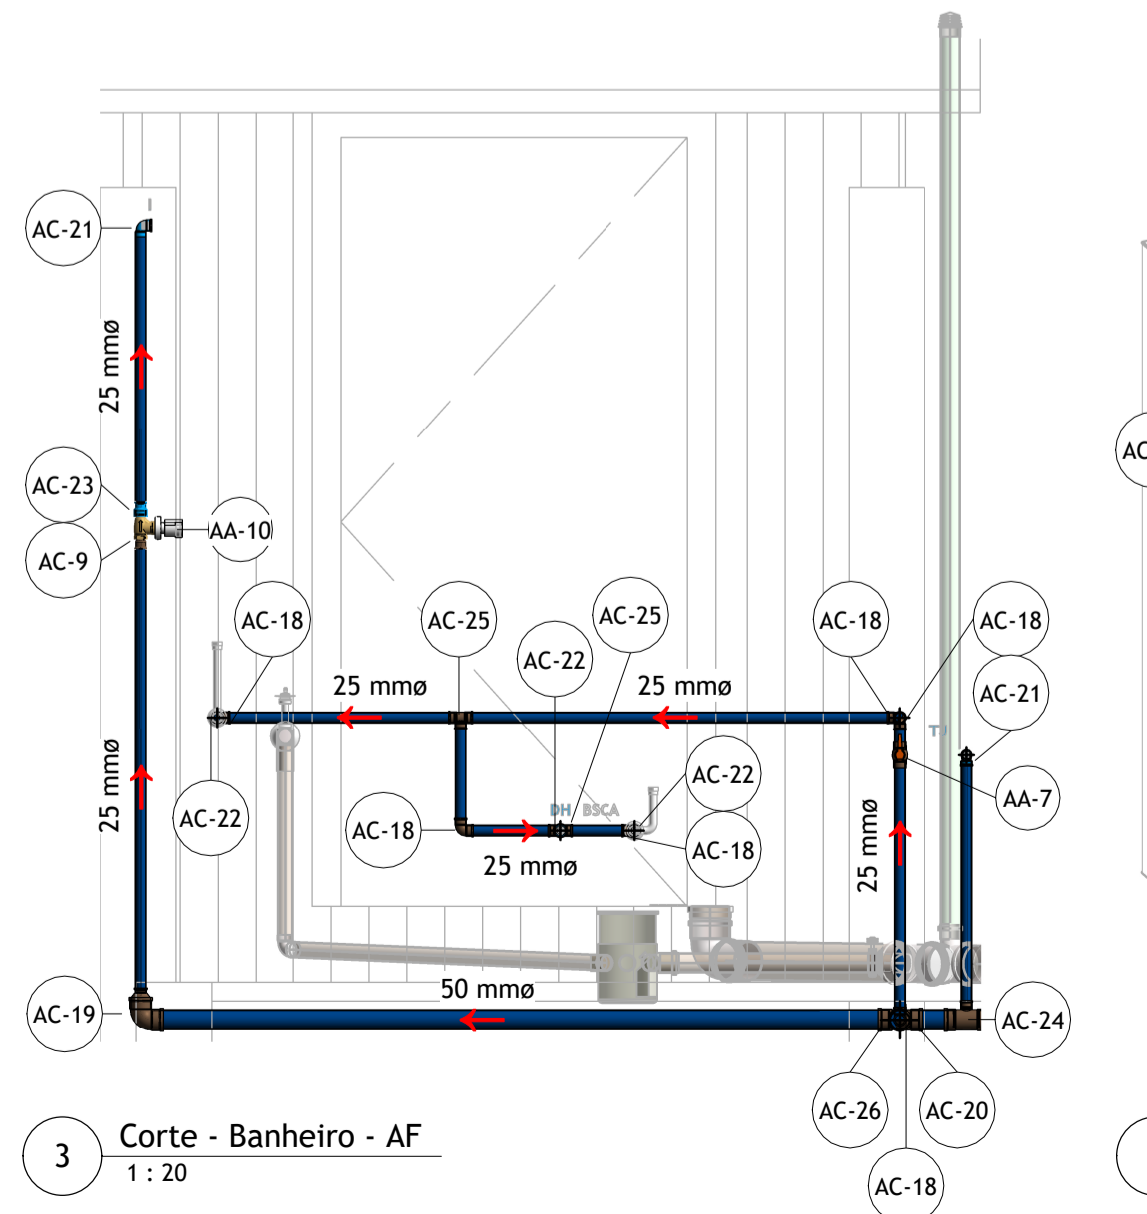 AC-21
25 mmø
AC
AC-23
AA-10
AC-9
AC-18
AC-25
AC-25
AC-18
AC-18
AC-22
25 mmø
25 mmø
AC-21
TJ
25 mmø
AC-22
AC-22
DH BSCA
AA-7
AC-18
AC-18
25 mmø
25 mmø
50 mmø
AC-19
AC-24
AC-26
AC-20
AC-18
3
Corte - Banheiro - AF
1 : 20